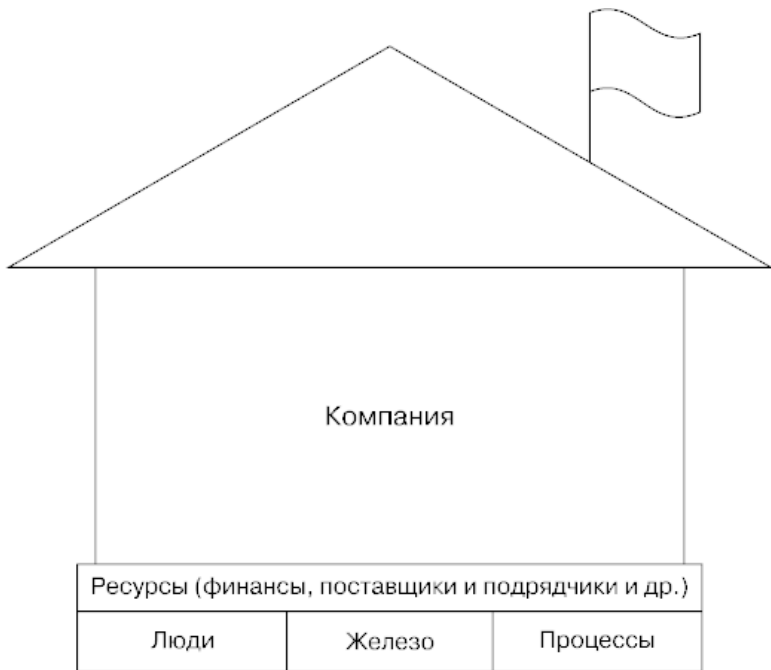 Компания
Ресурсы (финансы, поставщики и подрядчики и др.)
Люди
Железо
Процессы